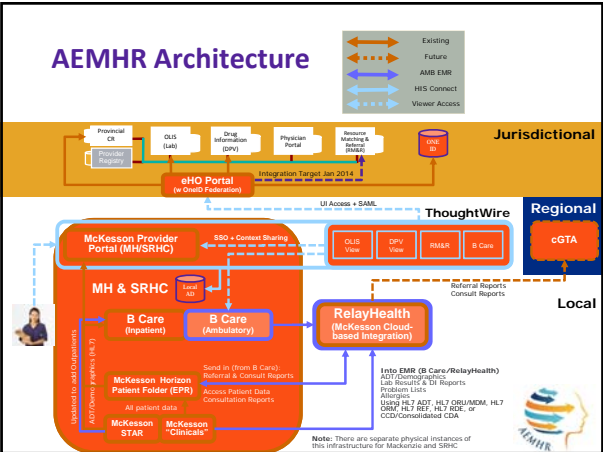 AEMHR Architecture
Existing
Future
AMB EMR
HIS Connect
Viewer Access
Provincial
CR
Provider
Registry
OLIS
(Lab)
Drug
Information
(DPV)
Physician
Portal
Resource
Matching &
Referral
(RM&R)
ONE
ID
Jurisdictional
Integration Target Jan 2014
eHO Portal
(w OneID Federation)
UI Access + SAML
ThoughtWire
Regional
cGTA
McKesson Provider
Portal (MH/SRHC)
SSO + Context Sharing
OLIS
View
DPV
View
RM&R
B Care
Referral Reports
Consult Reports
Local
MH & SRHC
Local
AD
B Care
(Inpatient)
B Care
(Ambulatory)
RelayHealth
(McKesson Cloud-
based Integration)
Updated to add Outpatients
ADT/Demographics (HL7)
Send in (from B Care):
Referral & Consult Reports
Access Patient Data
Consultation Reports
McKesson Horizon
Patient Folder (EPR)
All patient data
McKesson
STAR
McKesson
"Clinicals"
Into EMR (B Care/RelayHealth)
ADT/Demographics
Lab Results & DI Reports
Problem Lists
Allergies
Using HL7 ADT, HL7 ORU/MDM, HL7
ORM, HL7 REF, HL7 RDE, or
CCD/Consolidated CDA
Note: There are separate physical instances of
this infrastructure for Mackenzie and SRHC
AEMHR